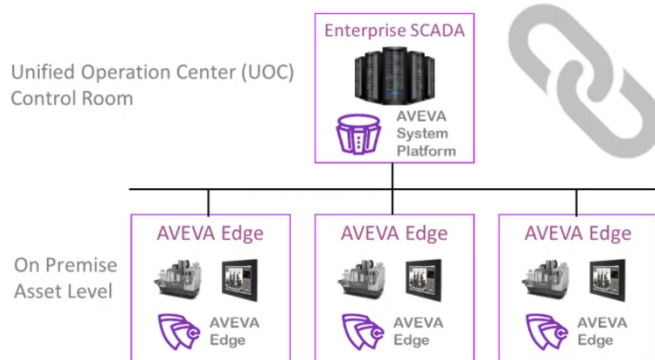 Enterprise SCADA
Unified Operation Center (UOC)
Control Room
AVEVA
System
Platform
AVEVA Edge
AVEVA Edge
AVEVA Edge
On Premise
Asset Level
AVEVA
Edge
AVEVA
Edge
AVEVA
Edge